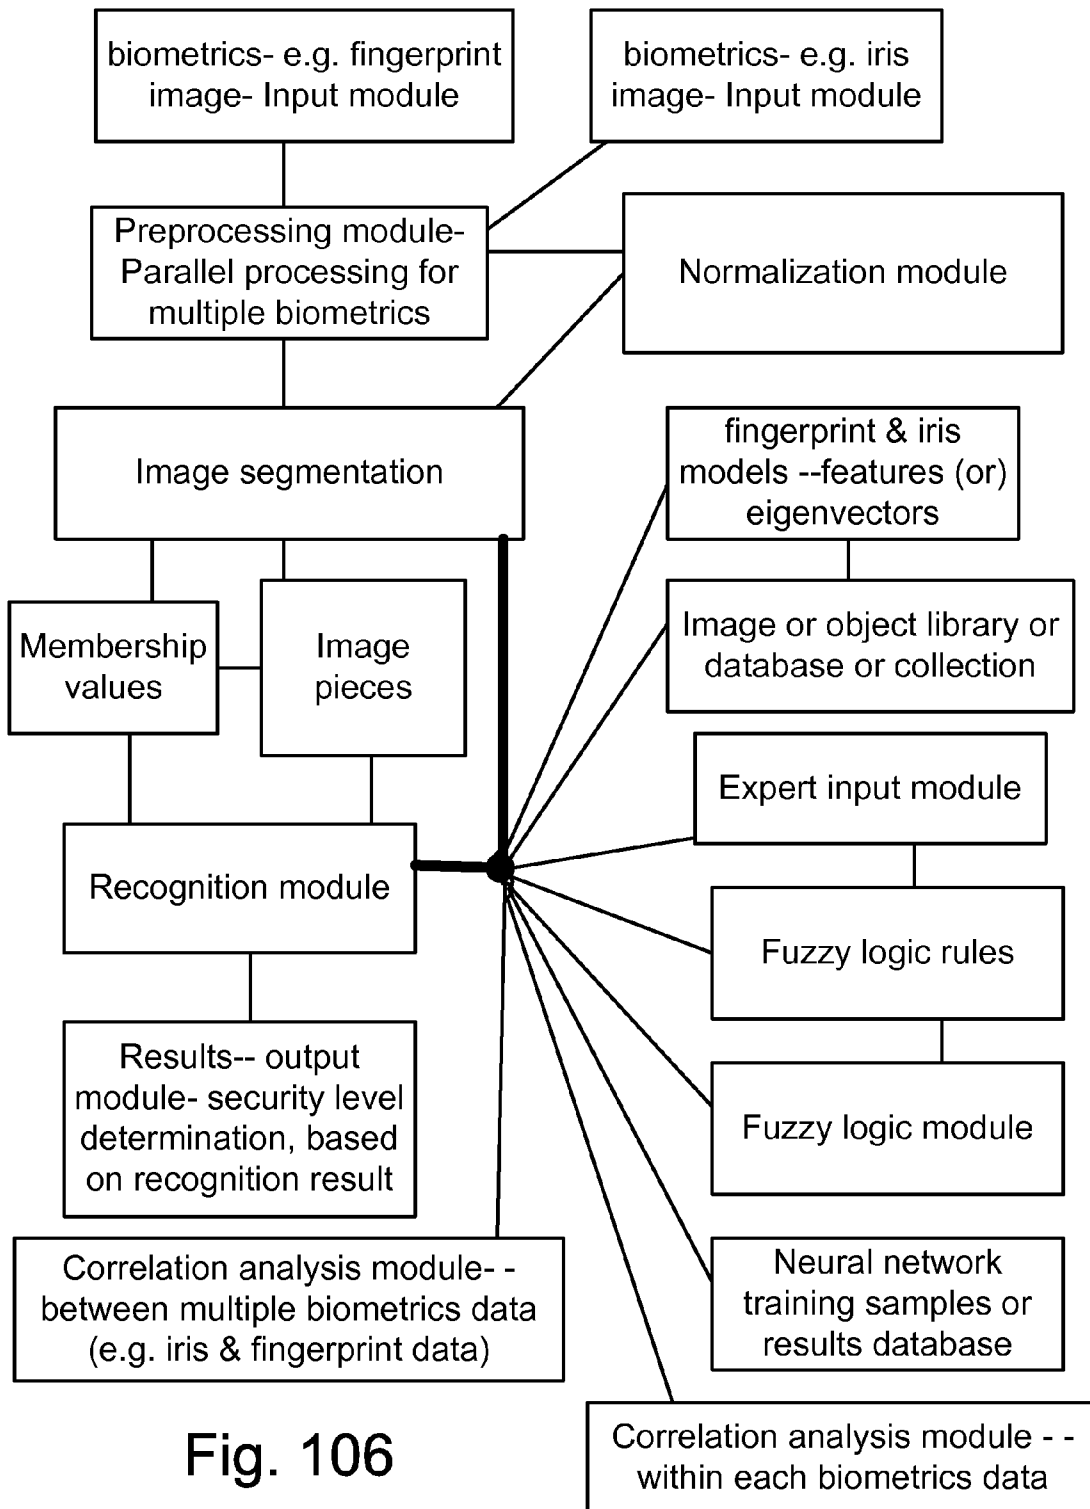 biometrics- e.g. fingerprint
image- Input module
biometrics- e.g. iris
image- Input module
Preprocessing module-
Parallel processing for
multiple biometrics
Normalization module
Image segmentation
fingerprint & iris
models --features (or)
eigenvectors
Image or object library or
database or collection
Membership
values
Image
pieces
Expert input module
Recognition module
Fuzzy logic rules
Results-- output
module- security level
determination, based
on recognition result
Fuzzy logic module
Correlation analysis module- -
between multiple biometrics data
(e.g. iris & fingerprint data)
Neural network
training samples or
results database
Correlation analysis module - -
within each biometrics data
Fig. 106